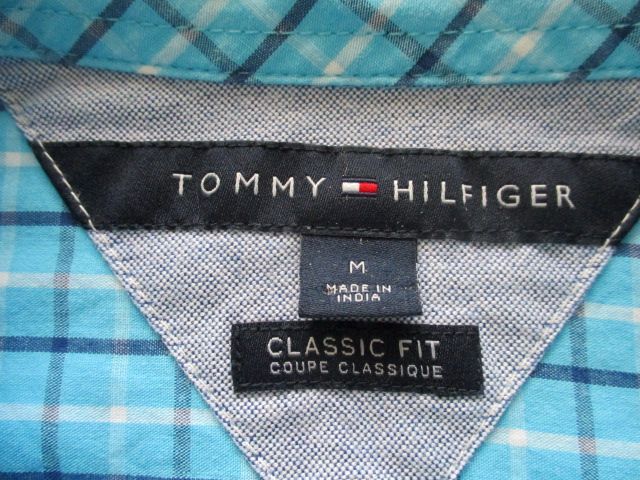 TOMMY HILFIGER
M
MADE IN
INDIA
CLASSIC FIT
COUPE CLASSIQUE